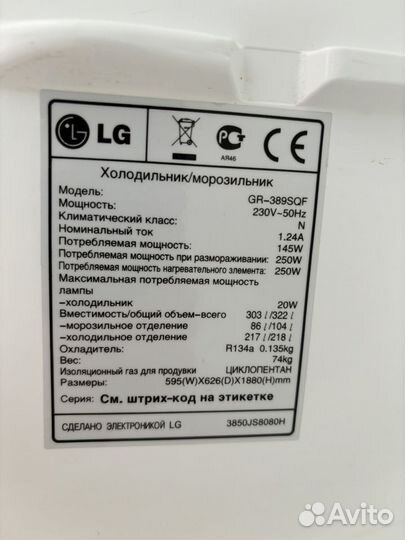 LG
АЯ46
Холодильник/морозильник
Модель: GR-389SQF
Мощность: 230V~50Hz
Климатический класс: N
Номинальный ток 1.24A
Потребляемая мощность: 145W
Потребляемая мощность при размораживании: 250W
Потребляемая мощность нагревательного элемента: 250W
Максимальная потребляемая мощность
лампы
-холодильник 20W
Вместимость/общий объем-всего 303 l/322 l
-морозильное отделение 86 l/104 l
-холодильное отделение 217 l/218 l
Охладитель: R134a 0.135kg
Вес: 74kg
Изоляционый газ для продувки ЦИКЛОПЕНТАН
Размеры: 595(W)X626(D)X1880(H)mm
Серия: См. штрих-код на этикетке
СДЕЛАНО ЭЛЕКТРОНИКОЙ LG 3850JS8080H
Avito